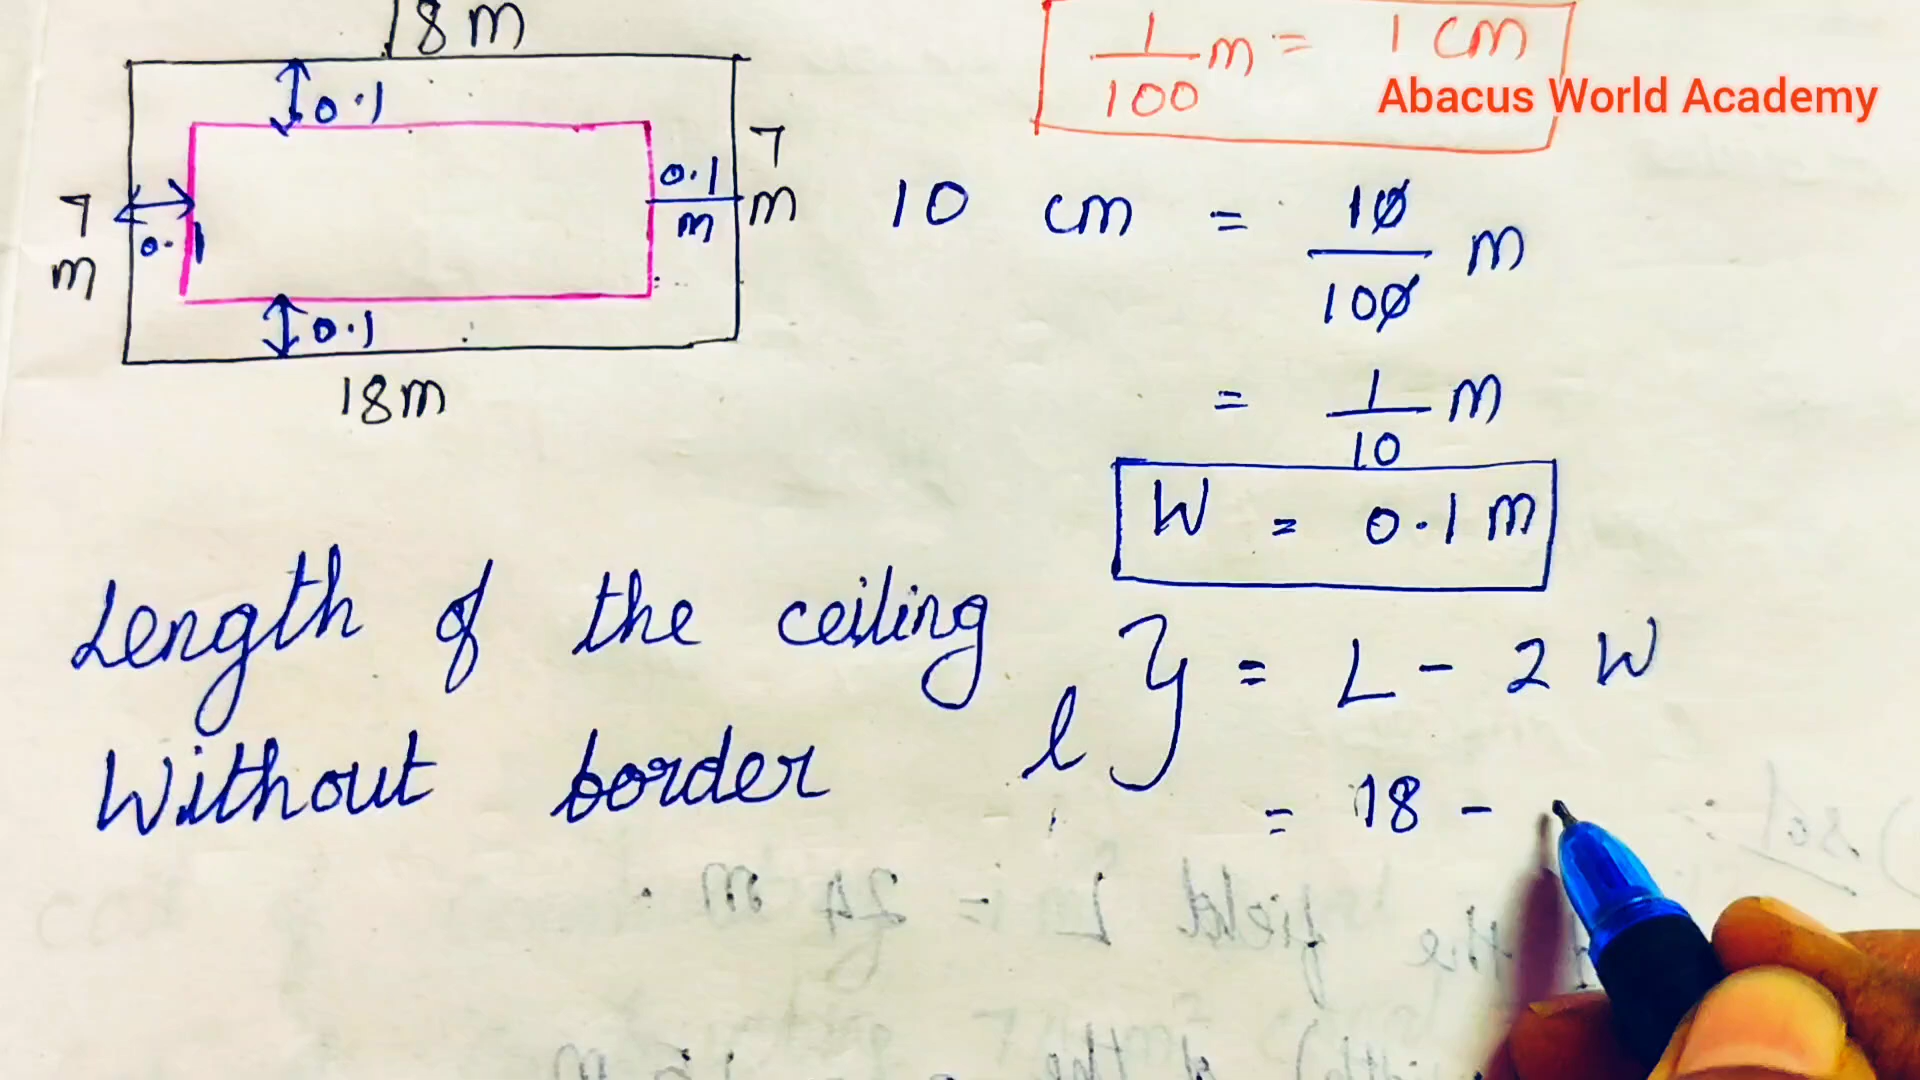 18 m
0.1
7
m
0.1
0.1
m
7
m
0.1
18m
1/100 m = 1 cm
Abacus World Academy
10 cm = 10/100 m
= 1/10 m
W = 0.1 m
Length of the ceiling
Without border l } = L - 2 W
= 18 -